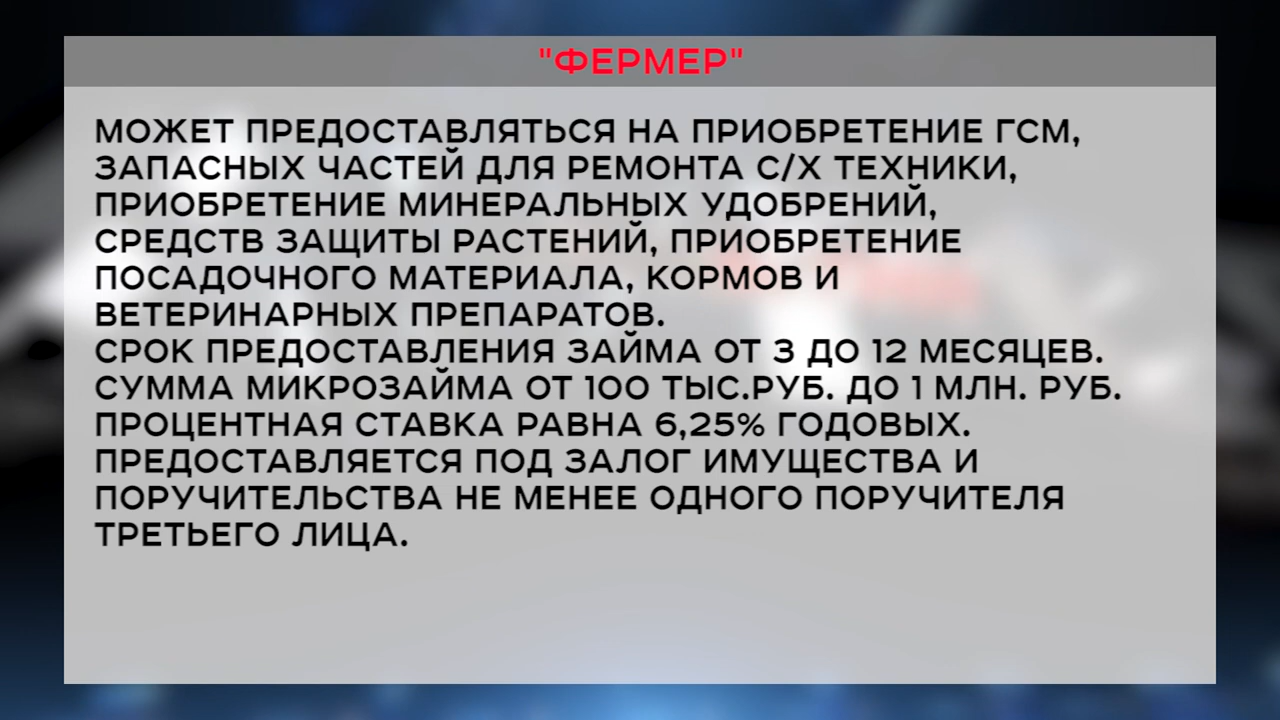 "ФЕРМЕР"
МОЖЕТ ПРЕДОСТАВЛЯТЬСЯ НА ПРИОБРЕТЕНИЕ ГСМ,
ЗАПАСНЫХ ЧАСТЕЙ ДЛЯ РЕМОНТА С/Х ТЕХНИКИ,
ПРИОБРЕТЕНИЕ МИНЕРАЛЬНЫХ УДОБРЕНИЙ,
СРЕДСТВ ЗАЩИТЫ РАСТЕНИЙ, ПРИОБРЕТЕНИЕ
ПОСАДОЧНОГО МАТЕРИАЛА, КОРМОВ И
ВЕТЕРИНАРНЫХ ПРЕПАРАТОВ.
СРОК ПРЕДОСТАВЛЕНИЯ ЗАЙМА ОТ 3 ДО 12 МЕСЯЦЕВ.
СУММА МИКРОЗАЙМА ОТ 100 ТЫС.РУБ. ДО 1 МЛН. РУБ.
ПРОЦЕНТНАЯ СТАВКА РАВНА 6,25% ГОДОВЫХ.
ПРЕДОСТАВЛЯЕТСЯ ПОД ЗАЛОГ ИМУЩЕСТВА И
ПОРУЧИТЕЛЬСТВА НЕ МЕНЕЕ ОДНОГО ПОРУЧИТЕЛЯ
ТРЕТЬЕГО ЛИЦА.